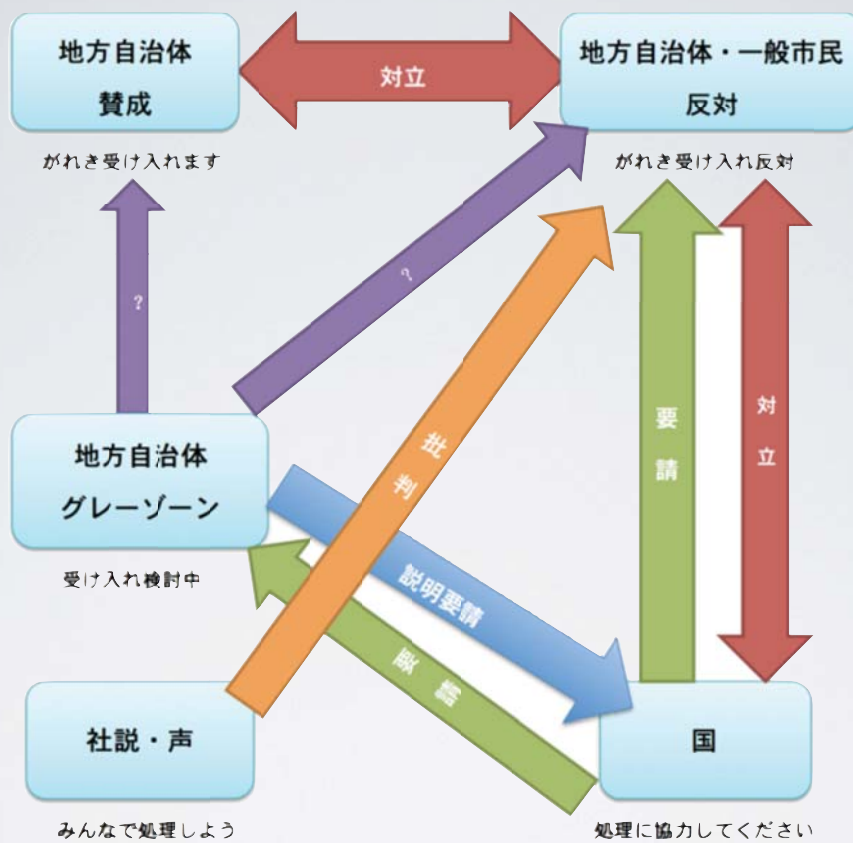 地方自治体
賛成
対立
地方自治体・一般市民
反対
がれき受け入れます
がれき受け入れ反対
?
?
批判
要請
対立
地方自治体
グレーゾーン
受け入れ検討中
説明要請
要請
社説・声
みんなで処理しよう
国
処理に協力してください